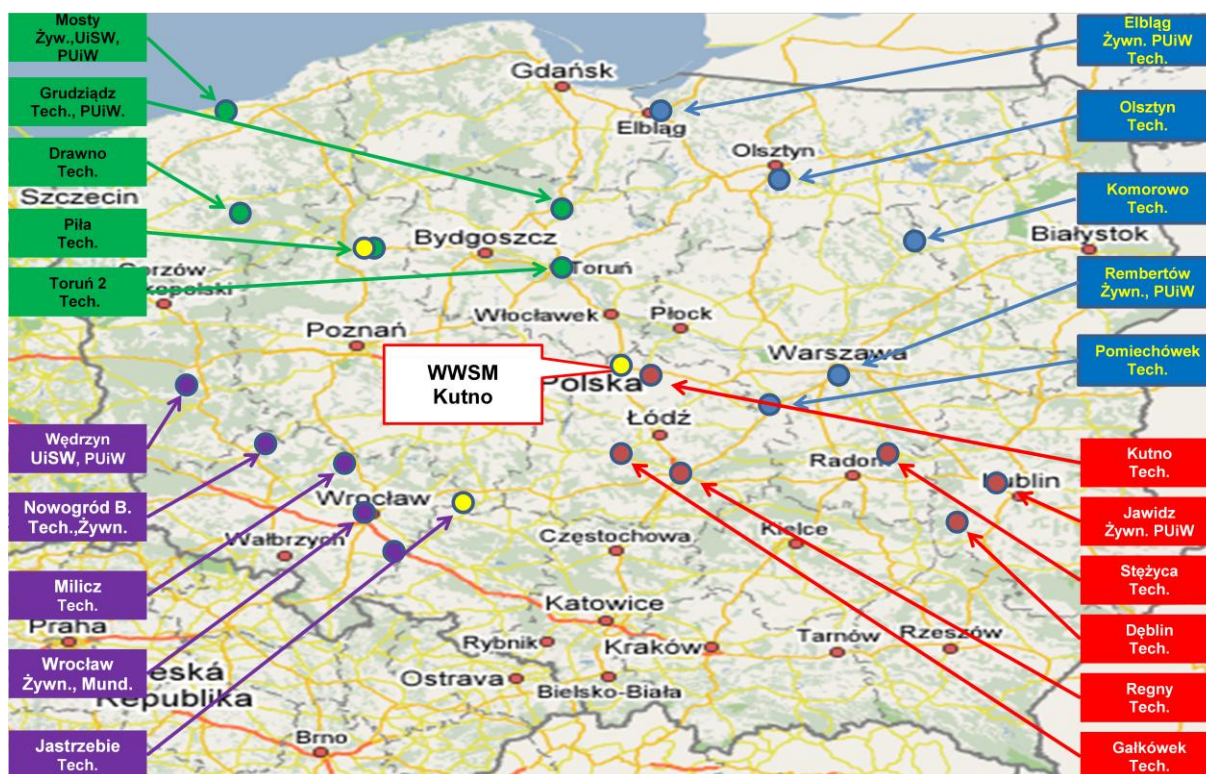 Mosty
Żyw.,UiSW,
PUiW
Grudziądz
Tech., PUiW.
Drawno
Tech.
Piła
Tech.
Toruń 2
Tech.
Wędrzyn
UiSW, PUiW
Nowogród B.
Tech.,Żywn.
Milicz
Tech.
Wrocław
Żywn., Mund.
Jastrzebie
Tech.
Gdańsk
Elbląg
Olsztyn
Szczecin
Bydgoszcz
Białystok
Toruń
Włocławek
Płock
Poznań
Warszawa
WWSM
Kutno
Polska
Łódź
Radom
Lublin
Wrocław
Wałbrzych
Częstochowa
Kielce
Katowice
Praha
Rybnik
Kraków
Tarnów
Rzeszów
Ostrava
Bielsko-Biała
Republika
Brno
Elbląg
Żywn. PUiW
Tech.
Olsztyn
Tech.
Komorowo
Tech.
Rembertów
Żywn., PUiW
Pomiechówek
Tech.
Kutno
Tech.
Jawidz
Żywn. PUiW
Stężyca
Tech.
Dęblin
Tech.
Regny
Tech.
Gałkówek
Tech.